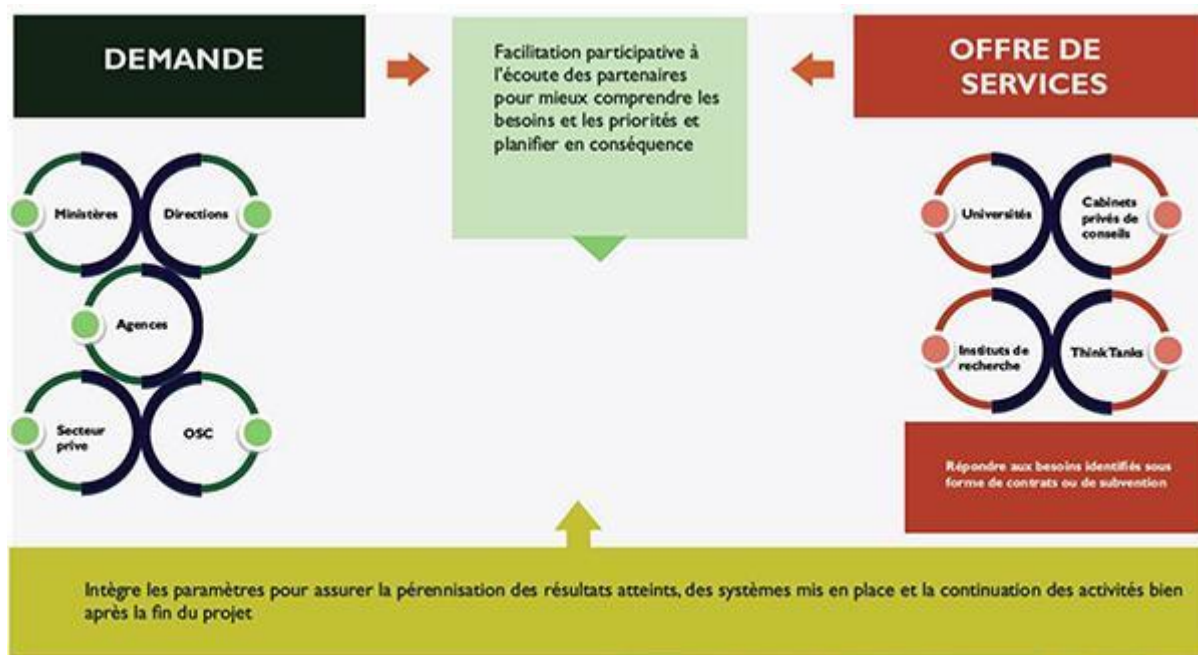 DEMANDE
Facilitation participative à
l'écoute des partenaires
pour mieux comprendre les
besoins et les priorités et
planifier en conséquence
OFFRE DE
SERVICES
Ministères
Directions
Agences
Secteur
prive
OSC
Universités
Cabinets
privés de
conseils
Instituts de
recherche
Think Tanks
Répondre aux besoins identifiés sous
forme de contrats ou de subvention
Intègre les paramètres pour assurer la pérennisation des résultats atteints, des systèmes mis en place et la continuation des activités bien
après la fin du projet